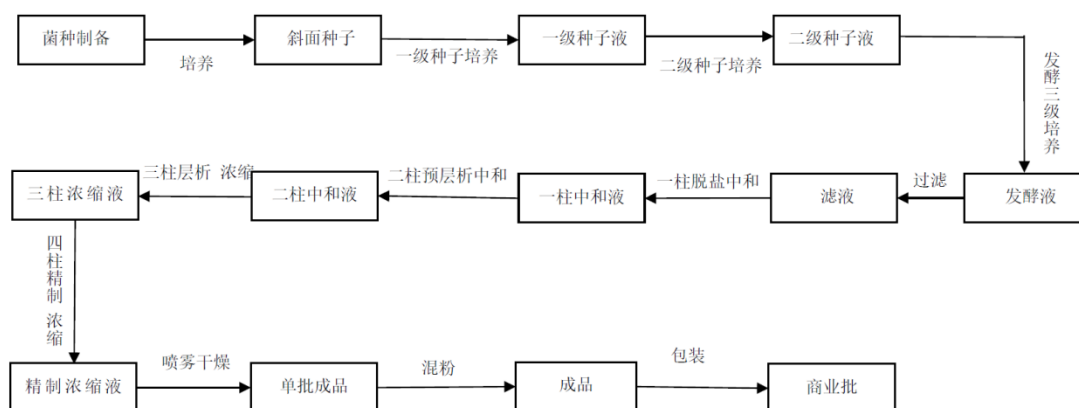 菌种制备
培养
斜面种子
一级种子培养
一级种子液
二级种子培养
二级种子液
发酵三级培养
发酵液
过滤
滤液
一柱脱盐中和
一柱中和液
二柱预层析中和
二柱中和液
三柱层析 浓缩
三柱浓缩液
四柱精制 浓缩
精制浓缩液
喷雾干燥
单批成品
混粉
成品
包装
商业批